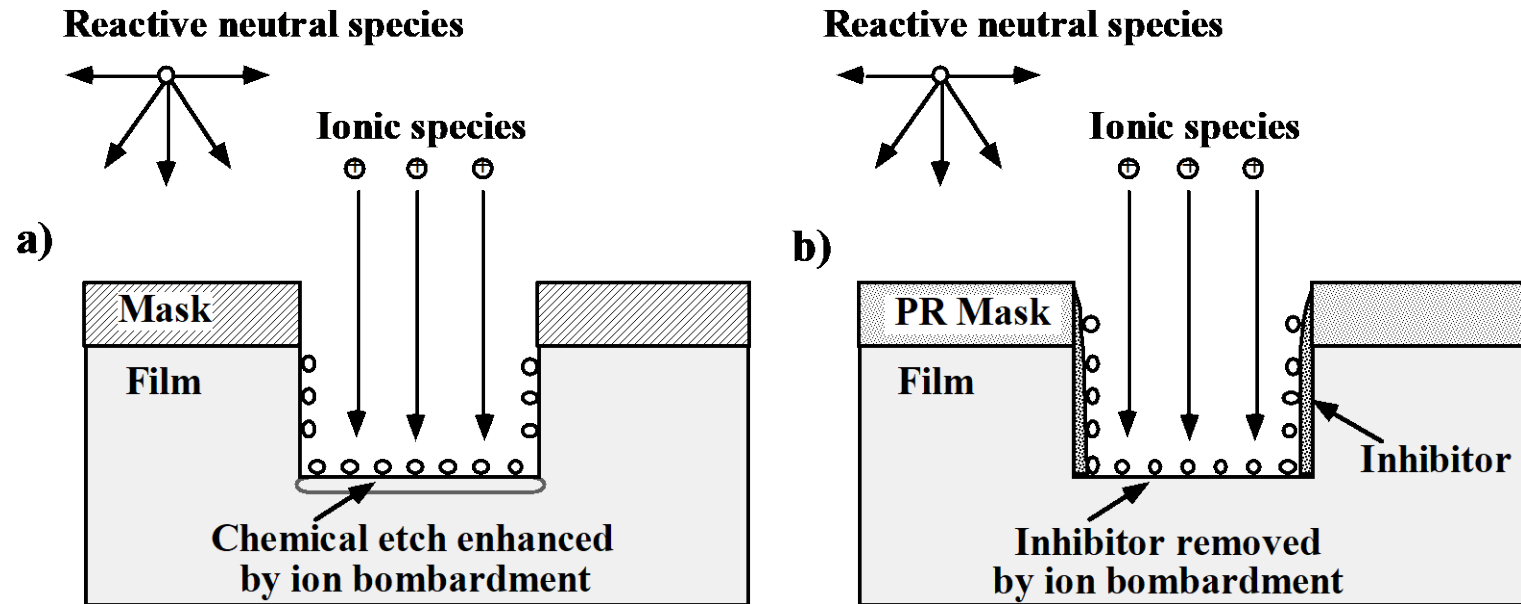 Reactive neutral species
Ionic species
a)
Mask
Film
Chemical etch enhanced
by ion bombardment
Reactive neutral species
Ionic species
b)
PR Mask
Film
Inhibitor
Inhibitor removed
by ion bombardment